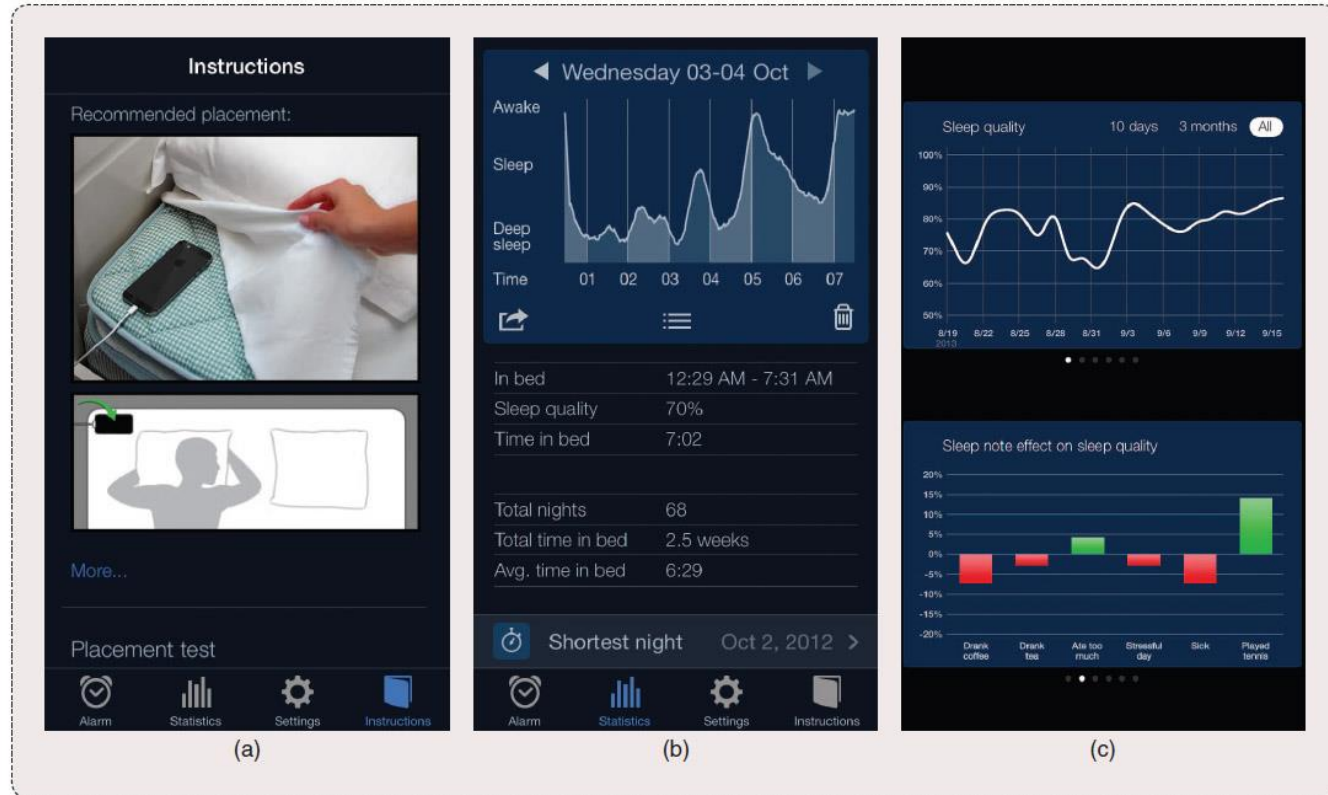 Instructions
Recommended placement:
More...
Placement test
Alarm Statistics Settings Instructions
(a)
Wednesday 03-04 Oct
Awake
Sleep
Deep
sleep
Time 01 02 03 04 05 06 07
In bed 12:29 AM - 7:31 AM
Sleep quality 70%
Time in bed 7:02
Total nights 68
Total time in bed 2.5 weeks
Avg. time in bed 6:29
Shortest night Oct 2, 2012
Alarm Statistics Settings Instructions
(b)
Sleep quality 10 days 3 months All
100%
90%
80%
70%
60%
50%
8/19 8/22 8/25 8/28 8/31 9/3 9/6 9/9 9/12 9/15
2013
Sleep note effect on sleep quality
20%
15%
10%
5%
0%
-5%
-10%
-15%
-20%
Drank Drank Ate too Stressful Sick Played
coffee tea much day tennis
(c)